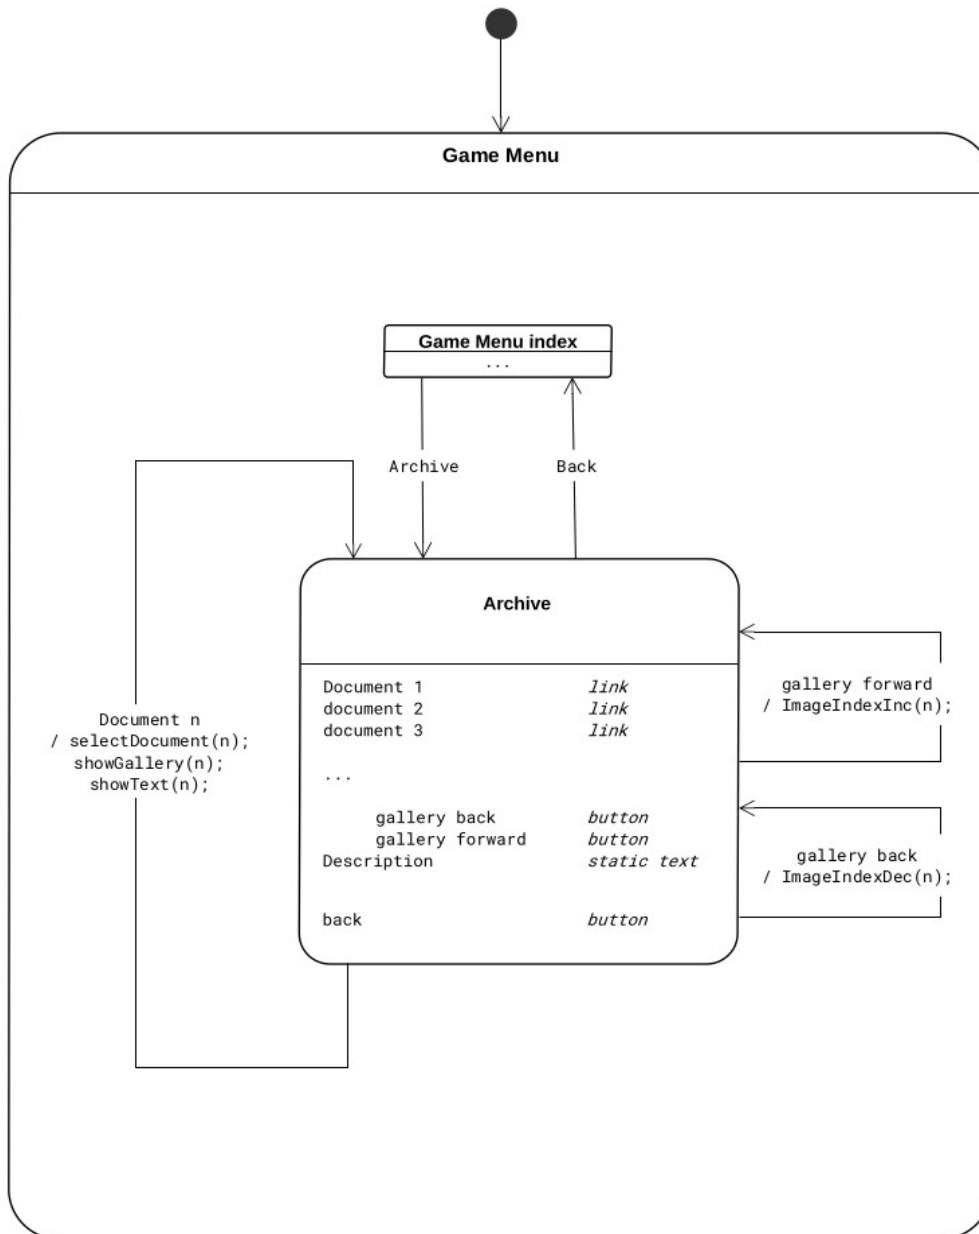 Game Menu
Game Menu index
...
Archive
Back
Archive
Document 1 link
document 2 link
document 3 link
...
gallery back button
gallery forward button
Description static text
back button
Document n
/ selectDocument(n);
showGallery(n);
showText(n);
gallery forward
/ ImageIndexInc(n);
gallery back
/ ImageIndexDec(n);